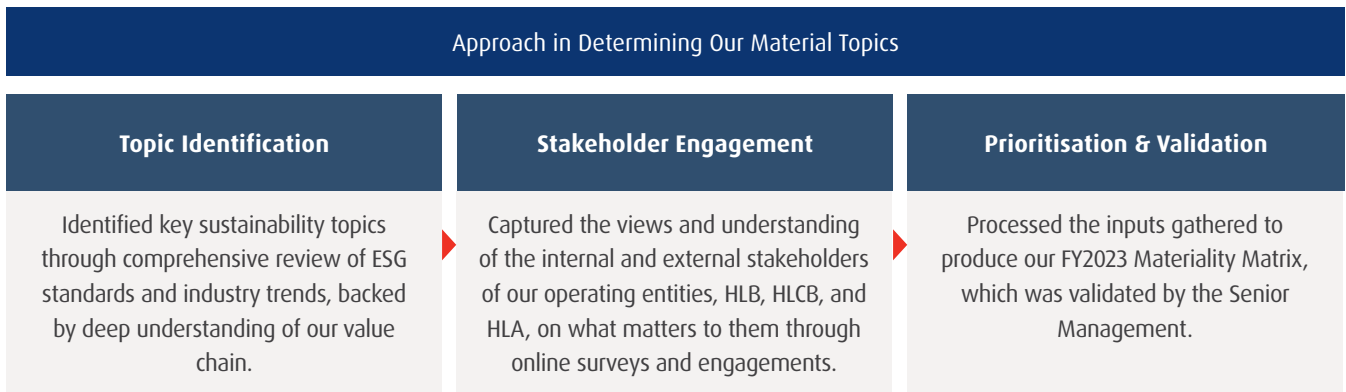 Approach in Determining Our Material Topics
Topic Identification
Identified key sustainability topics
through comprehensive review of ESG
standards and industry trends, backed
by deep understanding of our value
chain.
Stakeholder Engagement
Captured the views and understanding
of the internal and external stakeholders
of our operating entities, HLB, HLCB, and
HLA, on what matters to them through
online surveys and engagements.
Prioritisation & Validation
Processed the inputs gathered to
produce our FY2023 Materiality Matrix,
which was validated by the Senior
Management.